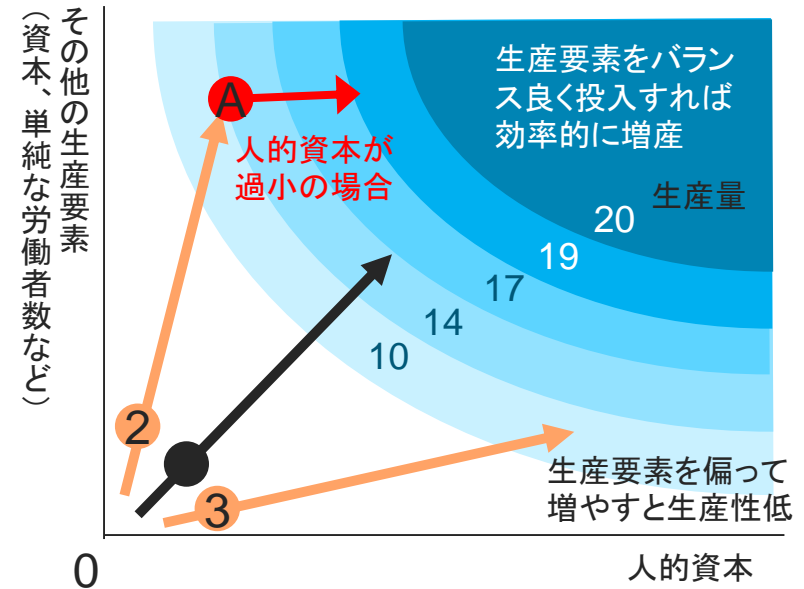 その他の生産要素
（資本、単純な労働者数など）
生産要素をバラン
ス良く投入すれば
効率的に増産
A
人的資本が
過小の場合
生産量
20
19
17
14
10
2
3
生産要素を偏って
増やすと生産性低
0
人的資本